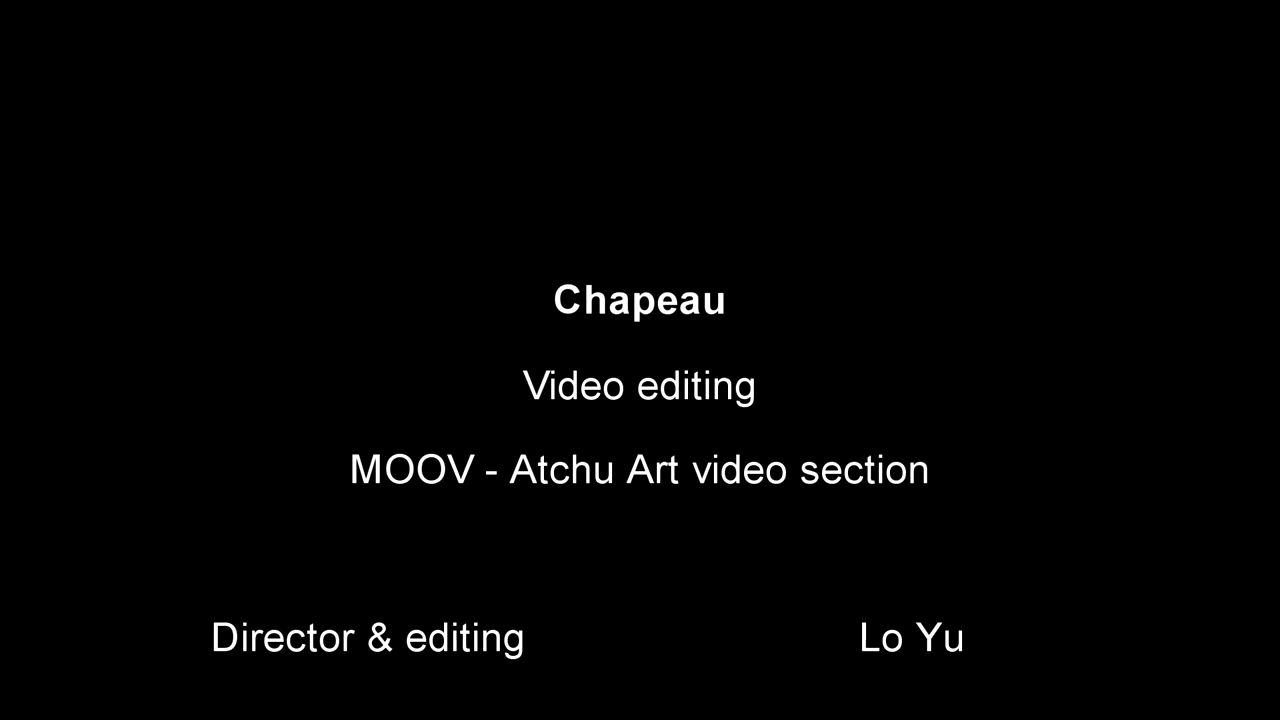 Chapeau
Video editing
MOOV - Atchu Art video section
Director & editing Lo Yu